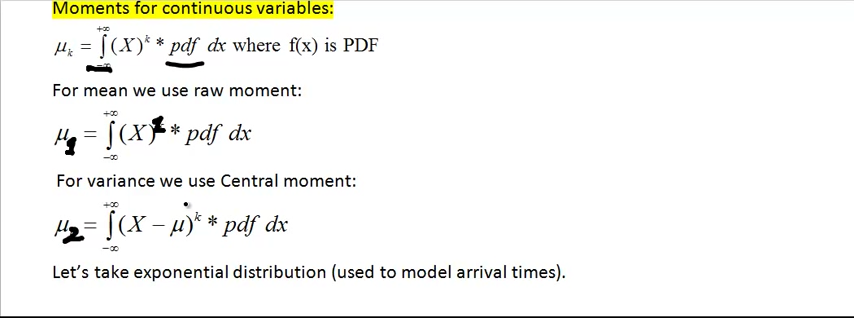 Moments for continuous variables:
μₖ = ∫₋∞⁺∞ (X)ᵏ * pdf dx where f(x) is PDF
For mean we use raw moment:
μ₁ = ∫₋∞⁺∞ (X)¹ * pdf dx
For variance we use Central moment:
μ₂ = ∫₋∞⁺∞ (X – μ)ᵏ * pdf dx
Let's take exponential distribution (used to model arrival times).